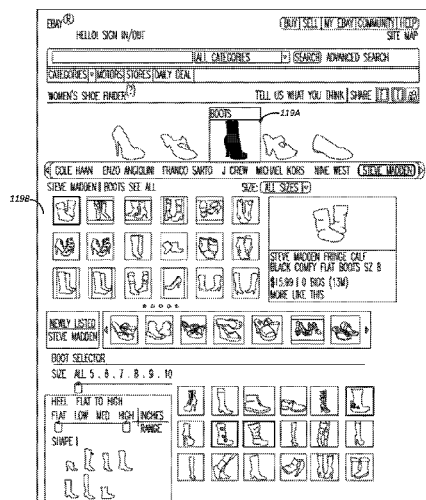 EBAY®
BUY | SELL | MY EBAY | COMMUNITY | HELP
HELLO! SIGN IN/OUT
SITE MAP
ALL CATEGORIES SEARCH ADVANCED SEARCH
CATEGORIES MOTORS STORES DAILY DEAL
WOMEN'S SHOE FINDER(?) TELL US WHAT YOU THINK SHARE
BOOTS
119A
COLE HAAN ENZO ANGIOLINI FRANCO SARTO J CREW MICHAEL KORS NINE WEST STEVE MADDEN
STEVE MADDEN | BOOTS SEE ALL SIZE: ALL SIZES
119B
STEVE MADDEN FRINGE CALF
BLACK COMFY FLAT BOOTS SZ 8
$15.99 | 0 BIDS (13M)
MORE LIKE THIS
NEWLY LISTED
STEVE MADDEN
BOOT SELECTOR
SIZE ALL 5 . 6 . 7 . 8 . 9 . 10
HEEL FLAT TO HIGH
FLAT LOW MED HIGH INCHES
RANGE
SHAPE |